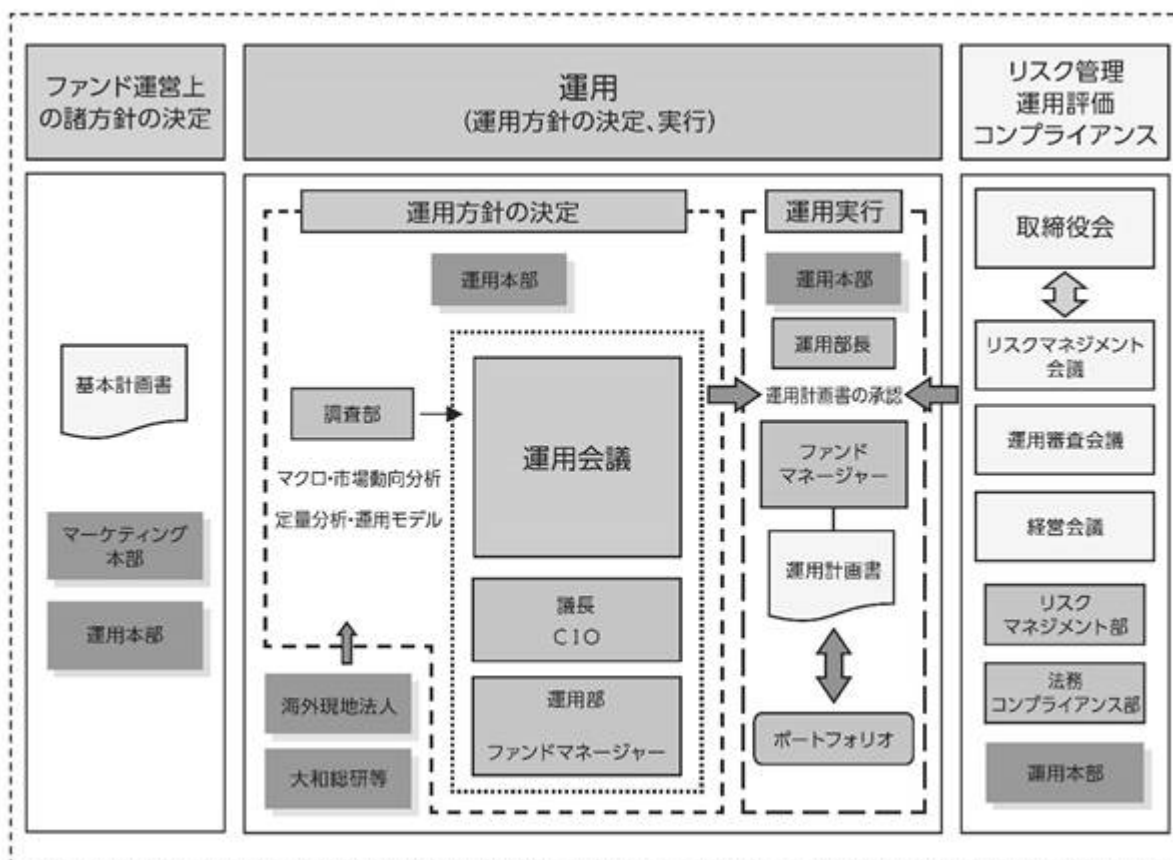 ファンド運営上
の諸方針の決定
運用
(運用方針の決定、実行)
リスク管理
運用評価
コンプライアンス
基本計画書
マーケティング
本部
運用本部
運用方針の決定
運用本部
調査部
マクロ・市場動向分析
定量分析・運用モデル
運用会議
議長
CIO
運用部
ファンドマネージャー
海外現地法人
大和総研等
運用実行
運用本部
運用部長
運用計画書の承認
ファンド
マネージャー
運用計画書
ポートフォリオ
取締役会
リスクマネジメント
会議
運用審査会議
経営会議
リスク
マネジメント部
法務
コンプライアンス部
運用本部